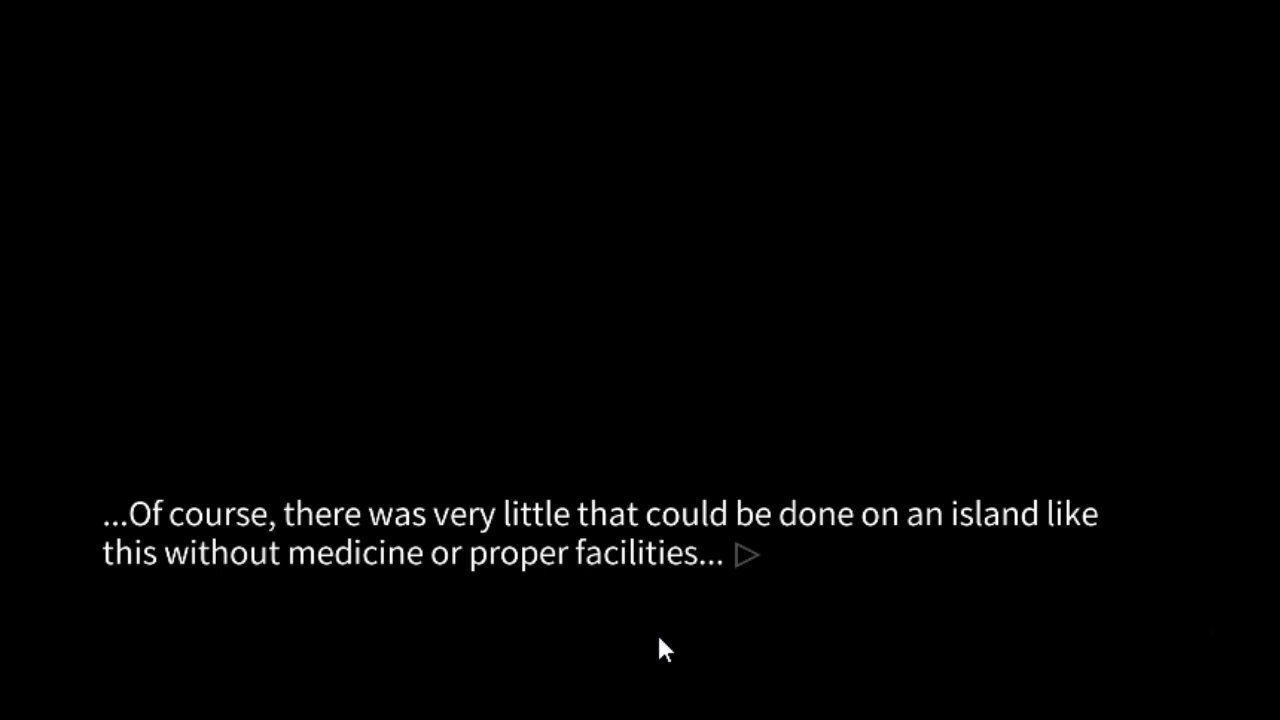 ...Of course, there was very little that could be done on an island like
this without medicine or proper facilities...